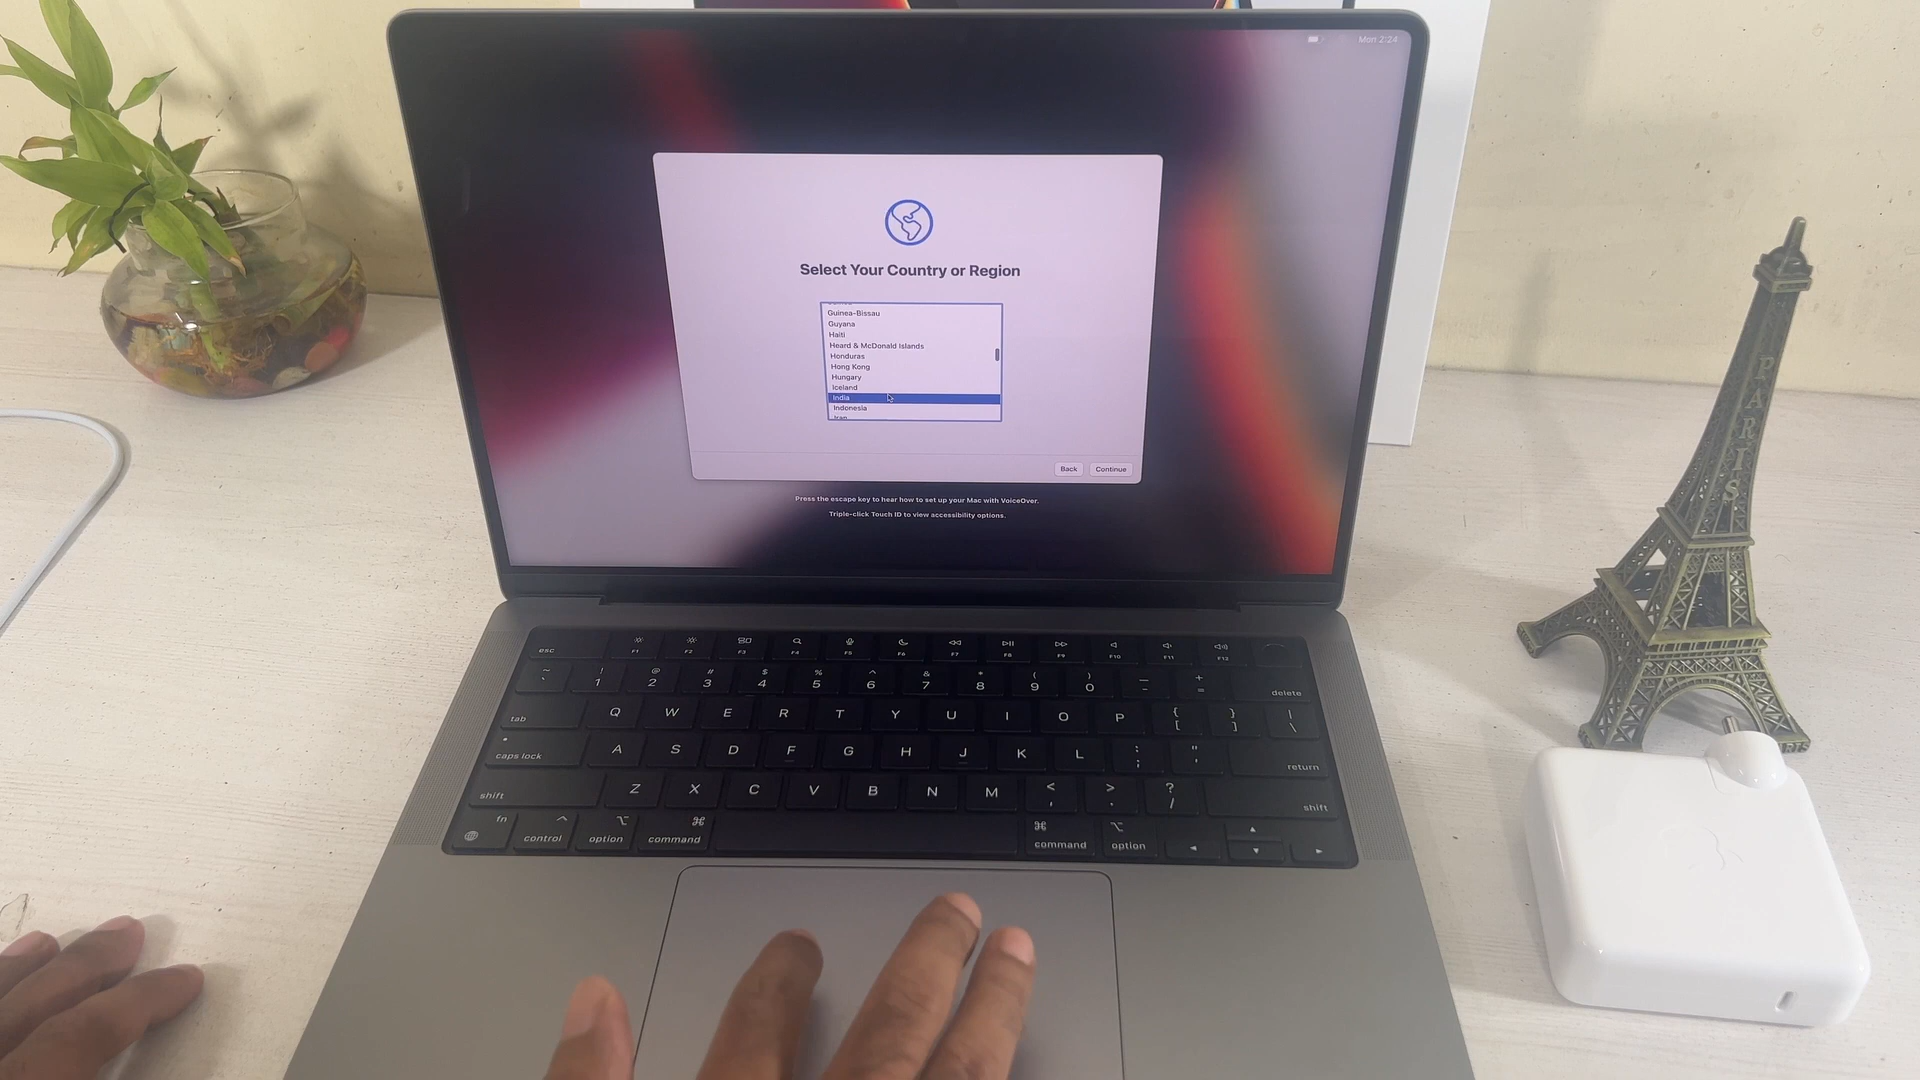 Mon 2:24
Select Your Country or Region
Guinea-Bissau
Guyana
Haiti
Heard & McDonald Islands
Honduras
Hong Kong
Hungary
Iceland
India
Indonesia
Iran
Back Continue
Press the escape key to hear how to set up your Mac with VoiceOver.
Triple-click Touch ID to view accessibility options.
PARIS
esc F1 F2 F3 F4 F5 F6 F7 F8 F9 F10 F11 F12
~ ! @ # $ % ^ & * ( ) — +
` 1 2 3 4 5 6 7 8 9 0 - = delete
tab Q W E R T Y U I O P { [ } ] | \
caps lock A S D F G H J K L : ; " ' return
shift Z X C V B N M < , > . ? / shift
fn control option command command option